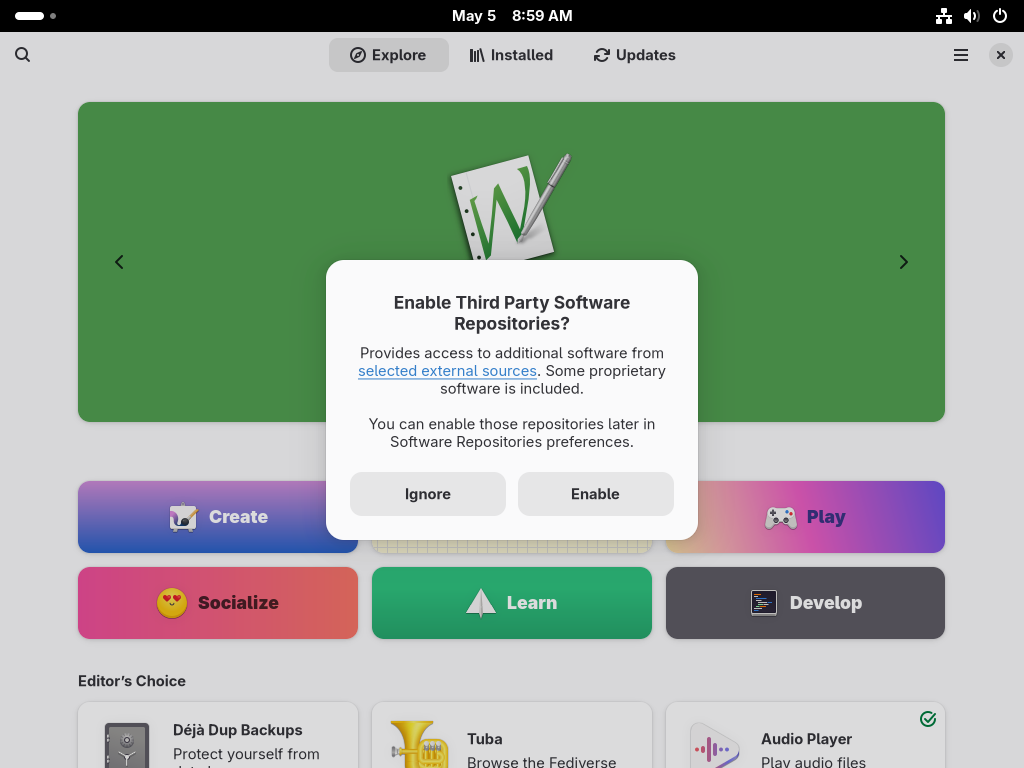 May 5 8:59 AM
Explore
Installed
Updates
W
Enable Third Party Software
Repositories?
Provides access to additional software from
selected external sources. Some proprietary
software is included.
You can enable those repositories later in
Software Repositories preferences.
Ignore
Enable
Create
Play
Socialize
Learn
Develop
Editor's Choice
Déjà Dup Backups
Protect yourself from
Tuba
Browse the Fediverse
Audio Player
Play audio files